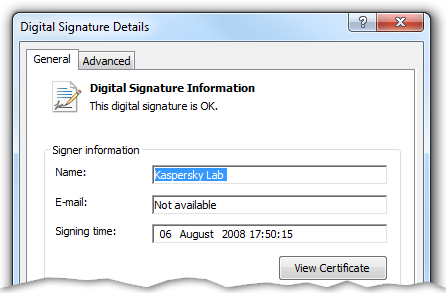 Digital Signature Details
General Advanced
Digital Signature Information
This digital signature is OK.
Signer information
Name: Kaspersky Lab
E-mail: Not available
Signing time: 06 August 2008 17:50:15
View Certificate